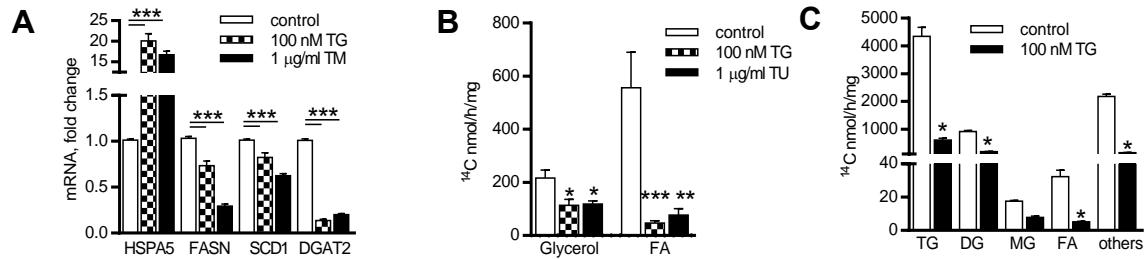 A
***
control
100 nM TG
1 μg/ml TM
mRNA, fold change
25
20
15
1.5
1.0
0.5
0.0
***
***
***
HSPA5 FASN SCD1 DGAT2
B
control
100 nM TG
1 μg/ml TU
¹⁴C nmol/h/mg
800
600
400
200
0
* * *** **
Glycerol FA
C
control
100 nM TG
¹⁴C nmol/h/mg
5000
4000
3000
2000
1000
40
20
0
* * * *
TG DG MG FA others